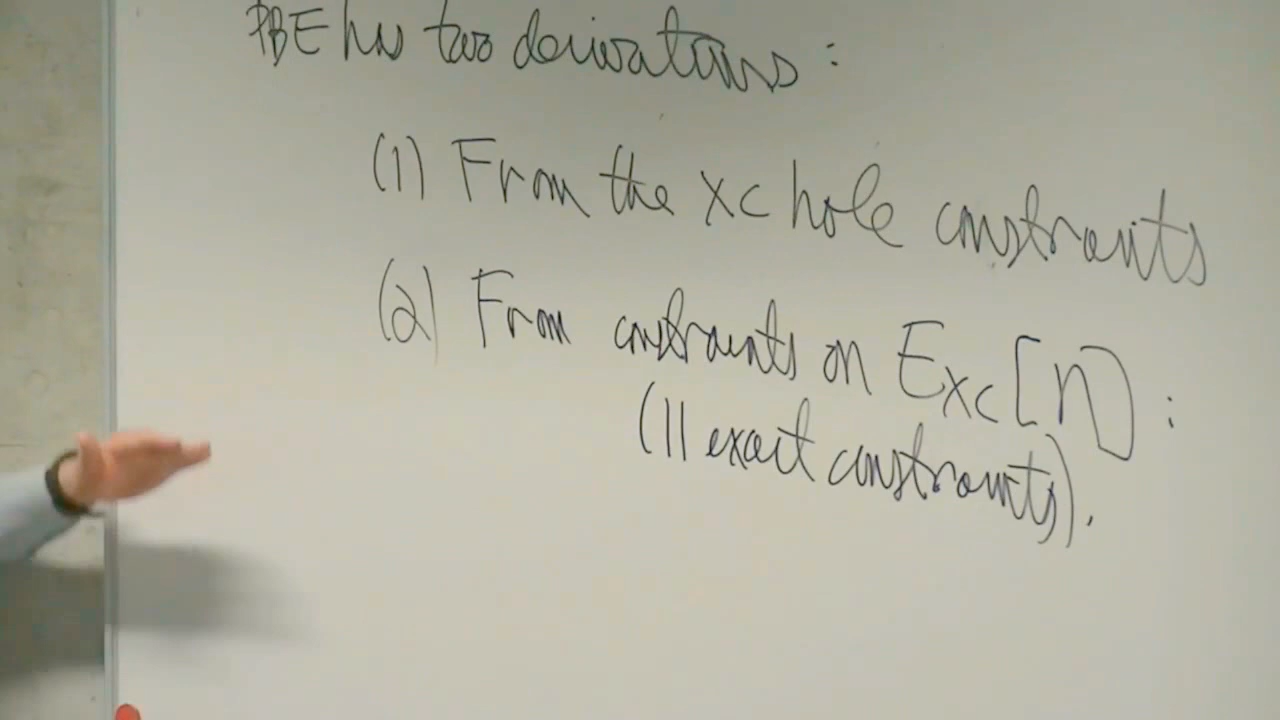 PBE has two derivations :
(1) From the xc hole constraints
(2) From constraints on Exc[n] :
(11 exact constraints).